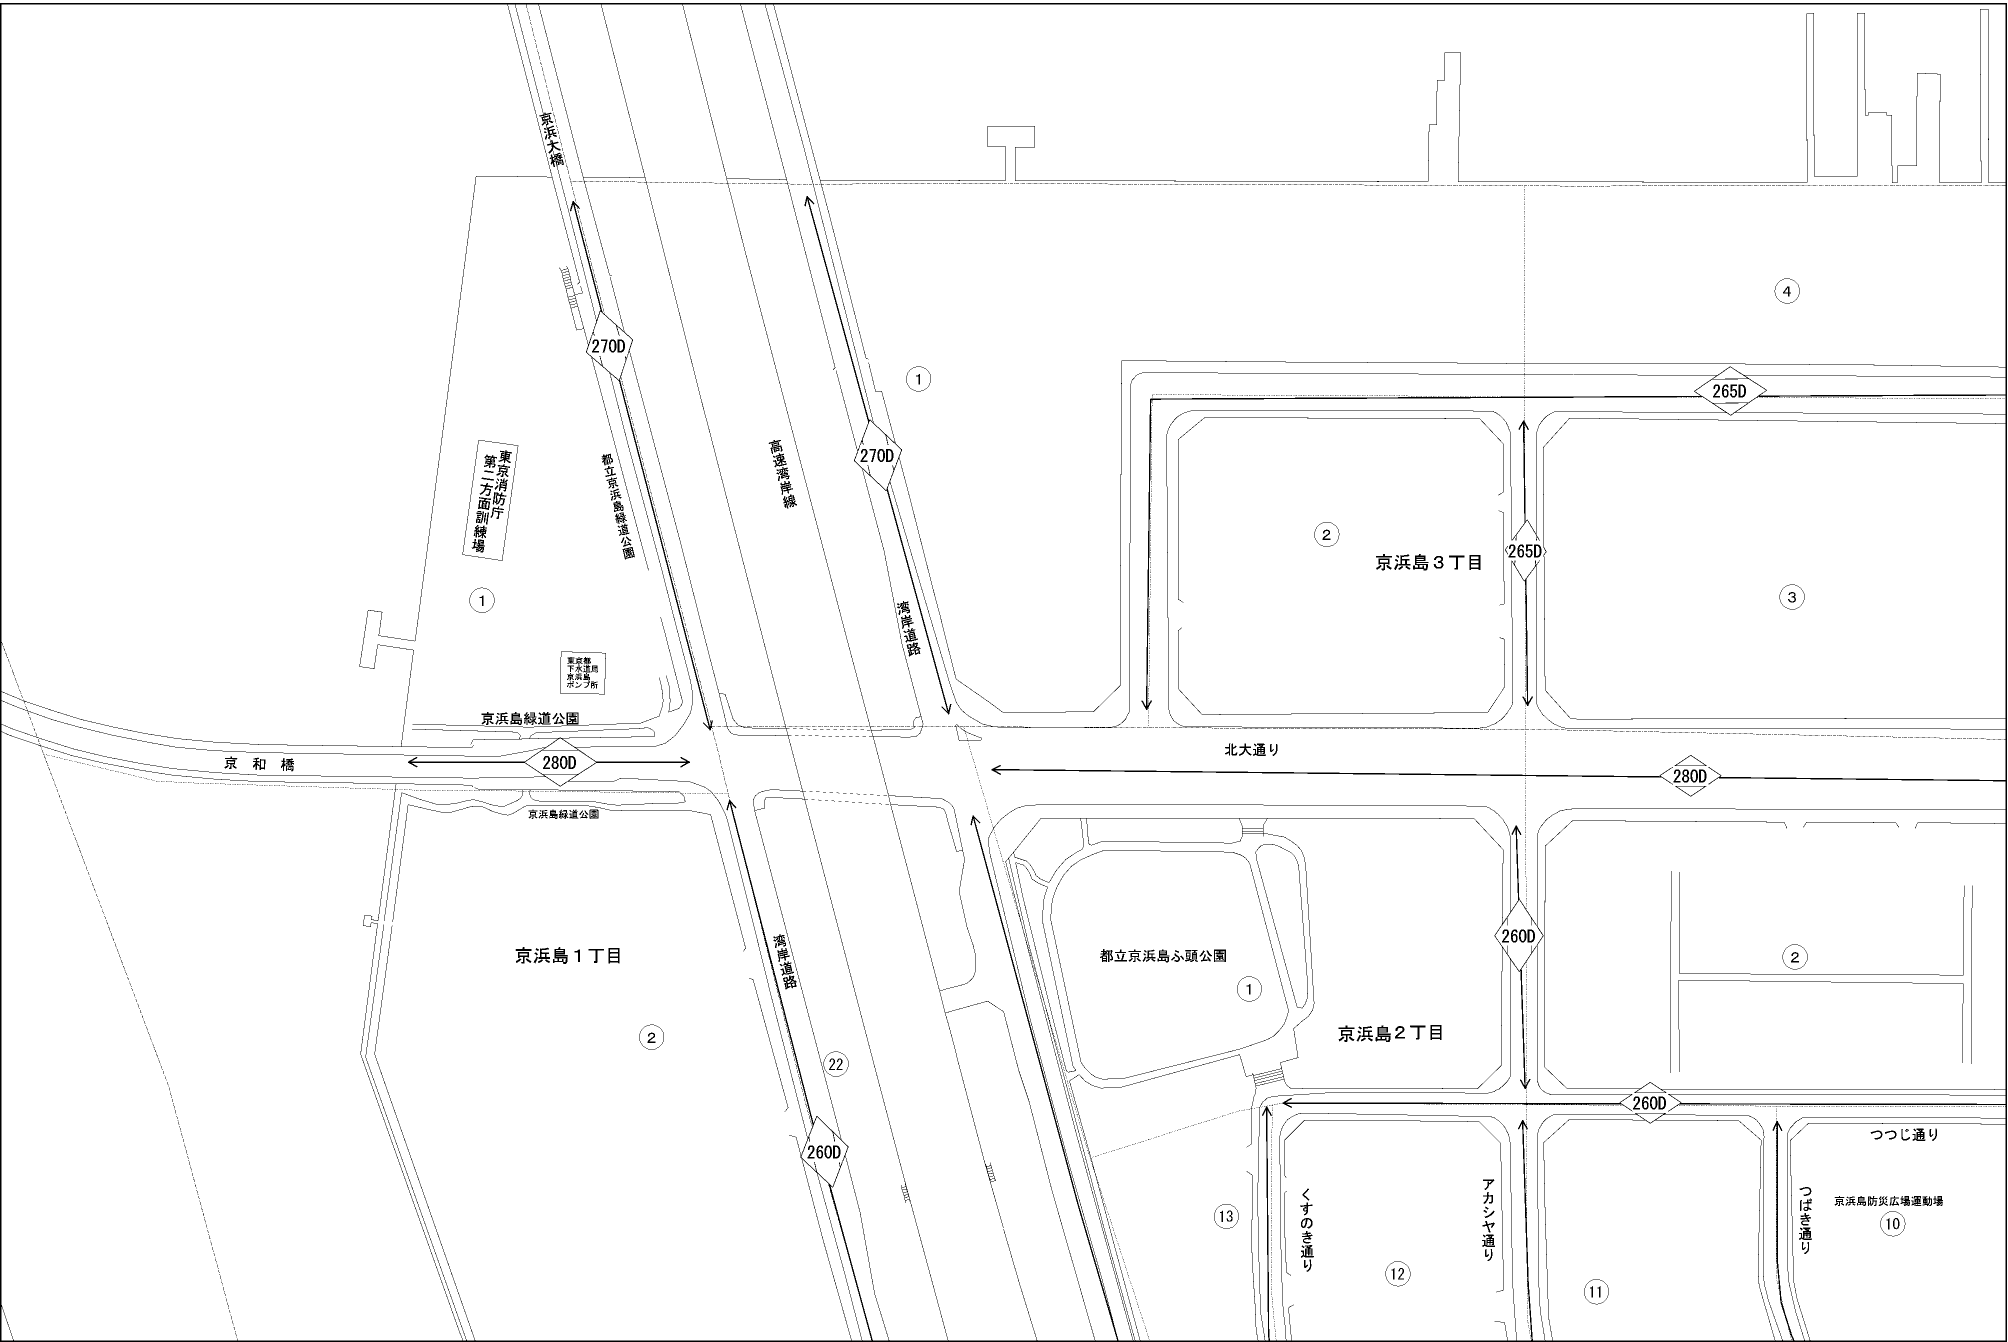 京浜大橋
270D
①
④
265D
高速湾岸線
270D
都立京浜島緑道公園
東京消防庁
第二方面訓練場
②
265D
京浜島3丁目
①
③
湾岸道路
東京都
下水道局
京浜島
ポンプ所
京浜島緑道公園
北大通り
京和橋
280D
280D
京浜島緑道公園
260D
京浜島1丁目
湾岸道路
都立京浜島ふ頭公園
②
①
②
京浜島2丁目
22
260D
260D
つつじ通り
くすのき通り
アカシヤ通り
つばき通り
京浜島防災広場運動場
13
⑩
12
11